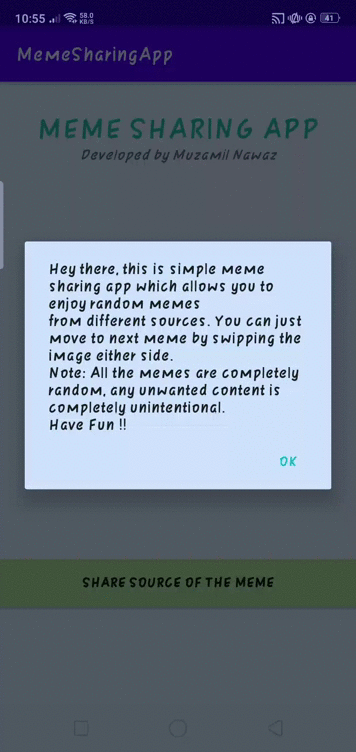 10:55 58.0 KB/S 41
MemeSharingApp
MEME SHARING APP
Developed by Muzamil Nawaz
Hey there, this is simple meme
sharing app which allows you to
enjoy random memes
from different sources. You can just
move to next meme by swipping the
image either side.
Note: All the memes are completely
random, any unwanted content is
completely unintentional.
Have Fun !!
OK
SHARE SOURCE OF THE MEME